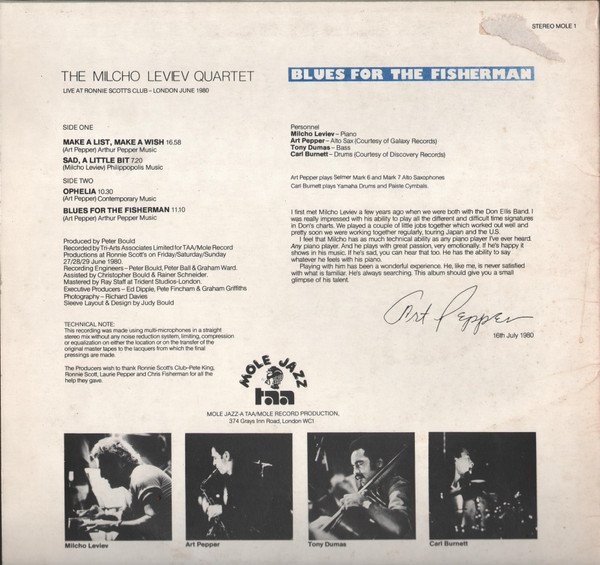 STEREO MOLE 1
THE MILCHO LEVIEV QUARTET
LIVE AT RONNIE SCOTT'S CLUB – LONDON JUNE 1980
BLUES FOR THE FISHERMAN
SIDE ONE
MAKE A LIST, MAKE A WISH 16.58
(Art Pepper) Arthur Pepper Music
SAD, A LITTLE BIT 7.20
(Milcho Leviev) Philippopolis Music
SIDE TWO
OPHELIA 10.30
(Art Pepper) Contemporary Music
BLUES FOR THE FISHERMAN 11.10
(Art Pepper) Arthur Pepper Music
Produced by Peter Bould
Recorded by Tri-Arts Associates Limited for TAA/Mole Record
Productions at Ronnie Scott's on Friday/Saturday/Sunday
27/28/29 June 1980.
Recording Engineers – Peter Bould, Peter Ball & Graham Ward.
Assisted by Christopher Bould & Rainer Schneider.
Mastered by Ray Staff at Trident Studios-London.
Executive Producers – Ed Dipple, Pete Fincham & Graham Griffiths
Photography – Richard Davies
Sleeve Layout & Design by Judy Bould
TECHNICAL NOTE:
This recording was made using multi-microphones in a straight
stereo mix without any noise reduction system, limiting, compression
or equalization on either the location or on the transfer of the
original master tapes to the lacquers from which the final
pressings are made.
The Producers wish to thank Ronnie Scott's Club-Pete King,
Ronnie Scott, Laurie Pepper and Chris Fisherman for all the
help they gave.
Personnel
Milcho Leviev – Piano
Art Pepper – Alto Sax (Courtesy of Galaxy Records)
Tony Dumas – Bass
Carl Burnett – Drums (Courtesy of Discovery Records)
Art Pepper plays Selmer Mark 6 and Mark 7 Alto Saxophones
Carl Burnett plays Yamaha Drums and Paiste Cymbals.
I first met Milcho Leviev a few years ago when we were both with the Don Ellis Band. I
was really impressed with his ability to play all the different and difficult time signatures
in Don's charts. We played a couple of little jobs together which worked out well and
pretty soon we were working together regularly, touring Japan and the U.S.
I feel that Milcho has as much technical ability as any piano player I've ever heard.
Any piano player. And he plays with great passion, very emotionally. If he's happy it
shows in his music. If he's sad, you can hear that too. He has the ability to say
whatever he feels with his piano.
Playing with him has been a wonderful experience. He, like me, is never satisfied
with what is familiar. He's always searching. This album should give you a small
glimpse of his talent.
Art Pepper
16th July 1980
MOLE JAZZ
taa
MOLE JAZZ-A TAA/MOLE RECORD PRODUCTION,
374 Grays Inn Road, London WC1
Milcho Leviev
Art Pepper
Tony Dumas
Carl Burnett